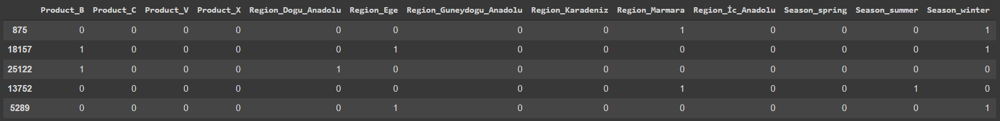 Product_B Product_C Product_V Product_X Region_Dogu_Anadolu Region_Ege Region_Guneydogu_Anadolu Region_Karadeniz Region_Marmara Region_İc_Anadolu Season_spring Season_summer Season_winter
875 0 0 0 0 0 0 0 0 1 0 0 0 1
18157 1 0 0 0 0 1 0 0 0 0 0 0 1
25122 1 0 0 0 1 0 0 0 0 0 0 0 0
13752 0 0 0 0 0 0 0 0 1 0 0 1 0
5289 0 0 0 0 0 1 0 0 0 0 0 0 1